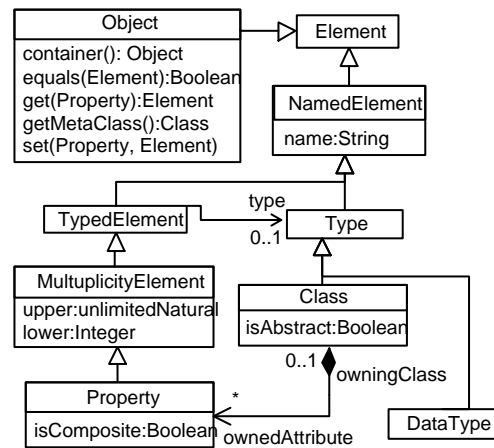 Object
container(): Object
equals(Element):Boolean
get(Property):Element
getMetaClass():Class
set(Property, Element)
Element
NamedElement
name:String
TypedElement
type
0..1
Type
MultuplicityElement
upper:unlimitedNatural
lower:Integer
Class
isAbstract:Boolean
0..1
owningClass
Property
isComposite:Boolean
*
ownedAttribute
DataType